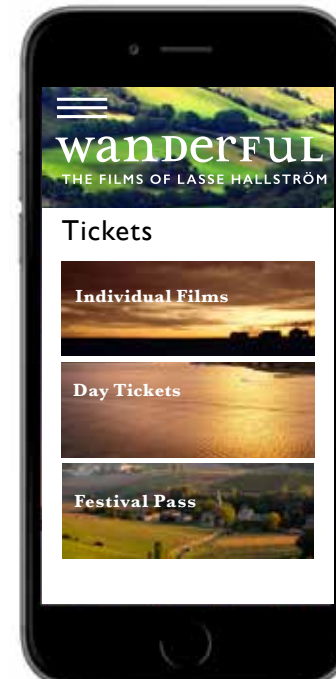 wanderful
THE FILMS OF LASSE HALLSTRÖM
Tickets
Individual Films
Day Tickets
Festival Pass